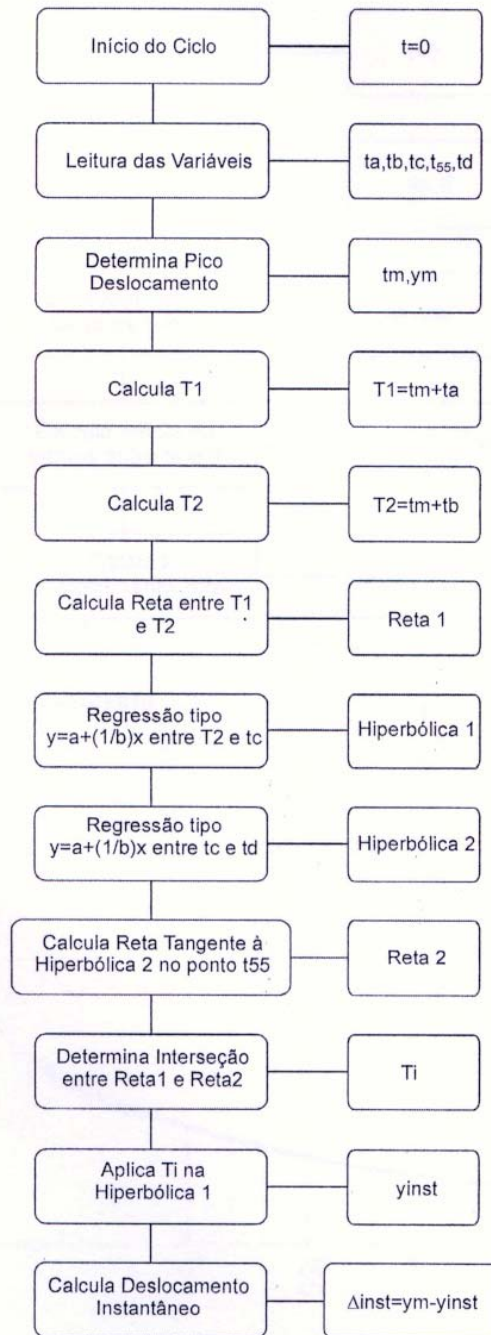 Início do Ciclo
t=0
Leitura das Variáveis
ta,tb,tc,t₅₅,td
Determina Pico
Deslocamento
tm,ym
Calcula T1
T1=tm+ta
Calcula T2
T2=tm+tb
Calcula Reta entre T1
e T2
Reta 1
Regressão tipo
y=a+(1/b)x entre T2 e tc
Hiperbólica 1
Regressão tipo
y=a+(1/b)x entre tc e td
Hiperbólica 2
Calcula Reta Tangente à
Hiperbólica 2 no ponto t55
Reta 2
Determina Interseção
entre Reta1 e Reta2
Ti
Aplica Ti na
Hiperbólica 1
yinst
Calcula Deslocamento
Instantâneo
Δinst=ym-yinst